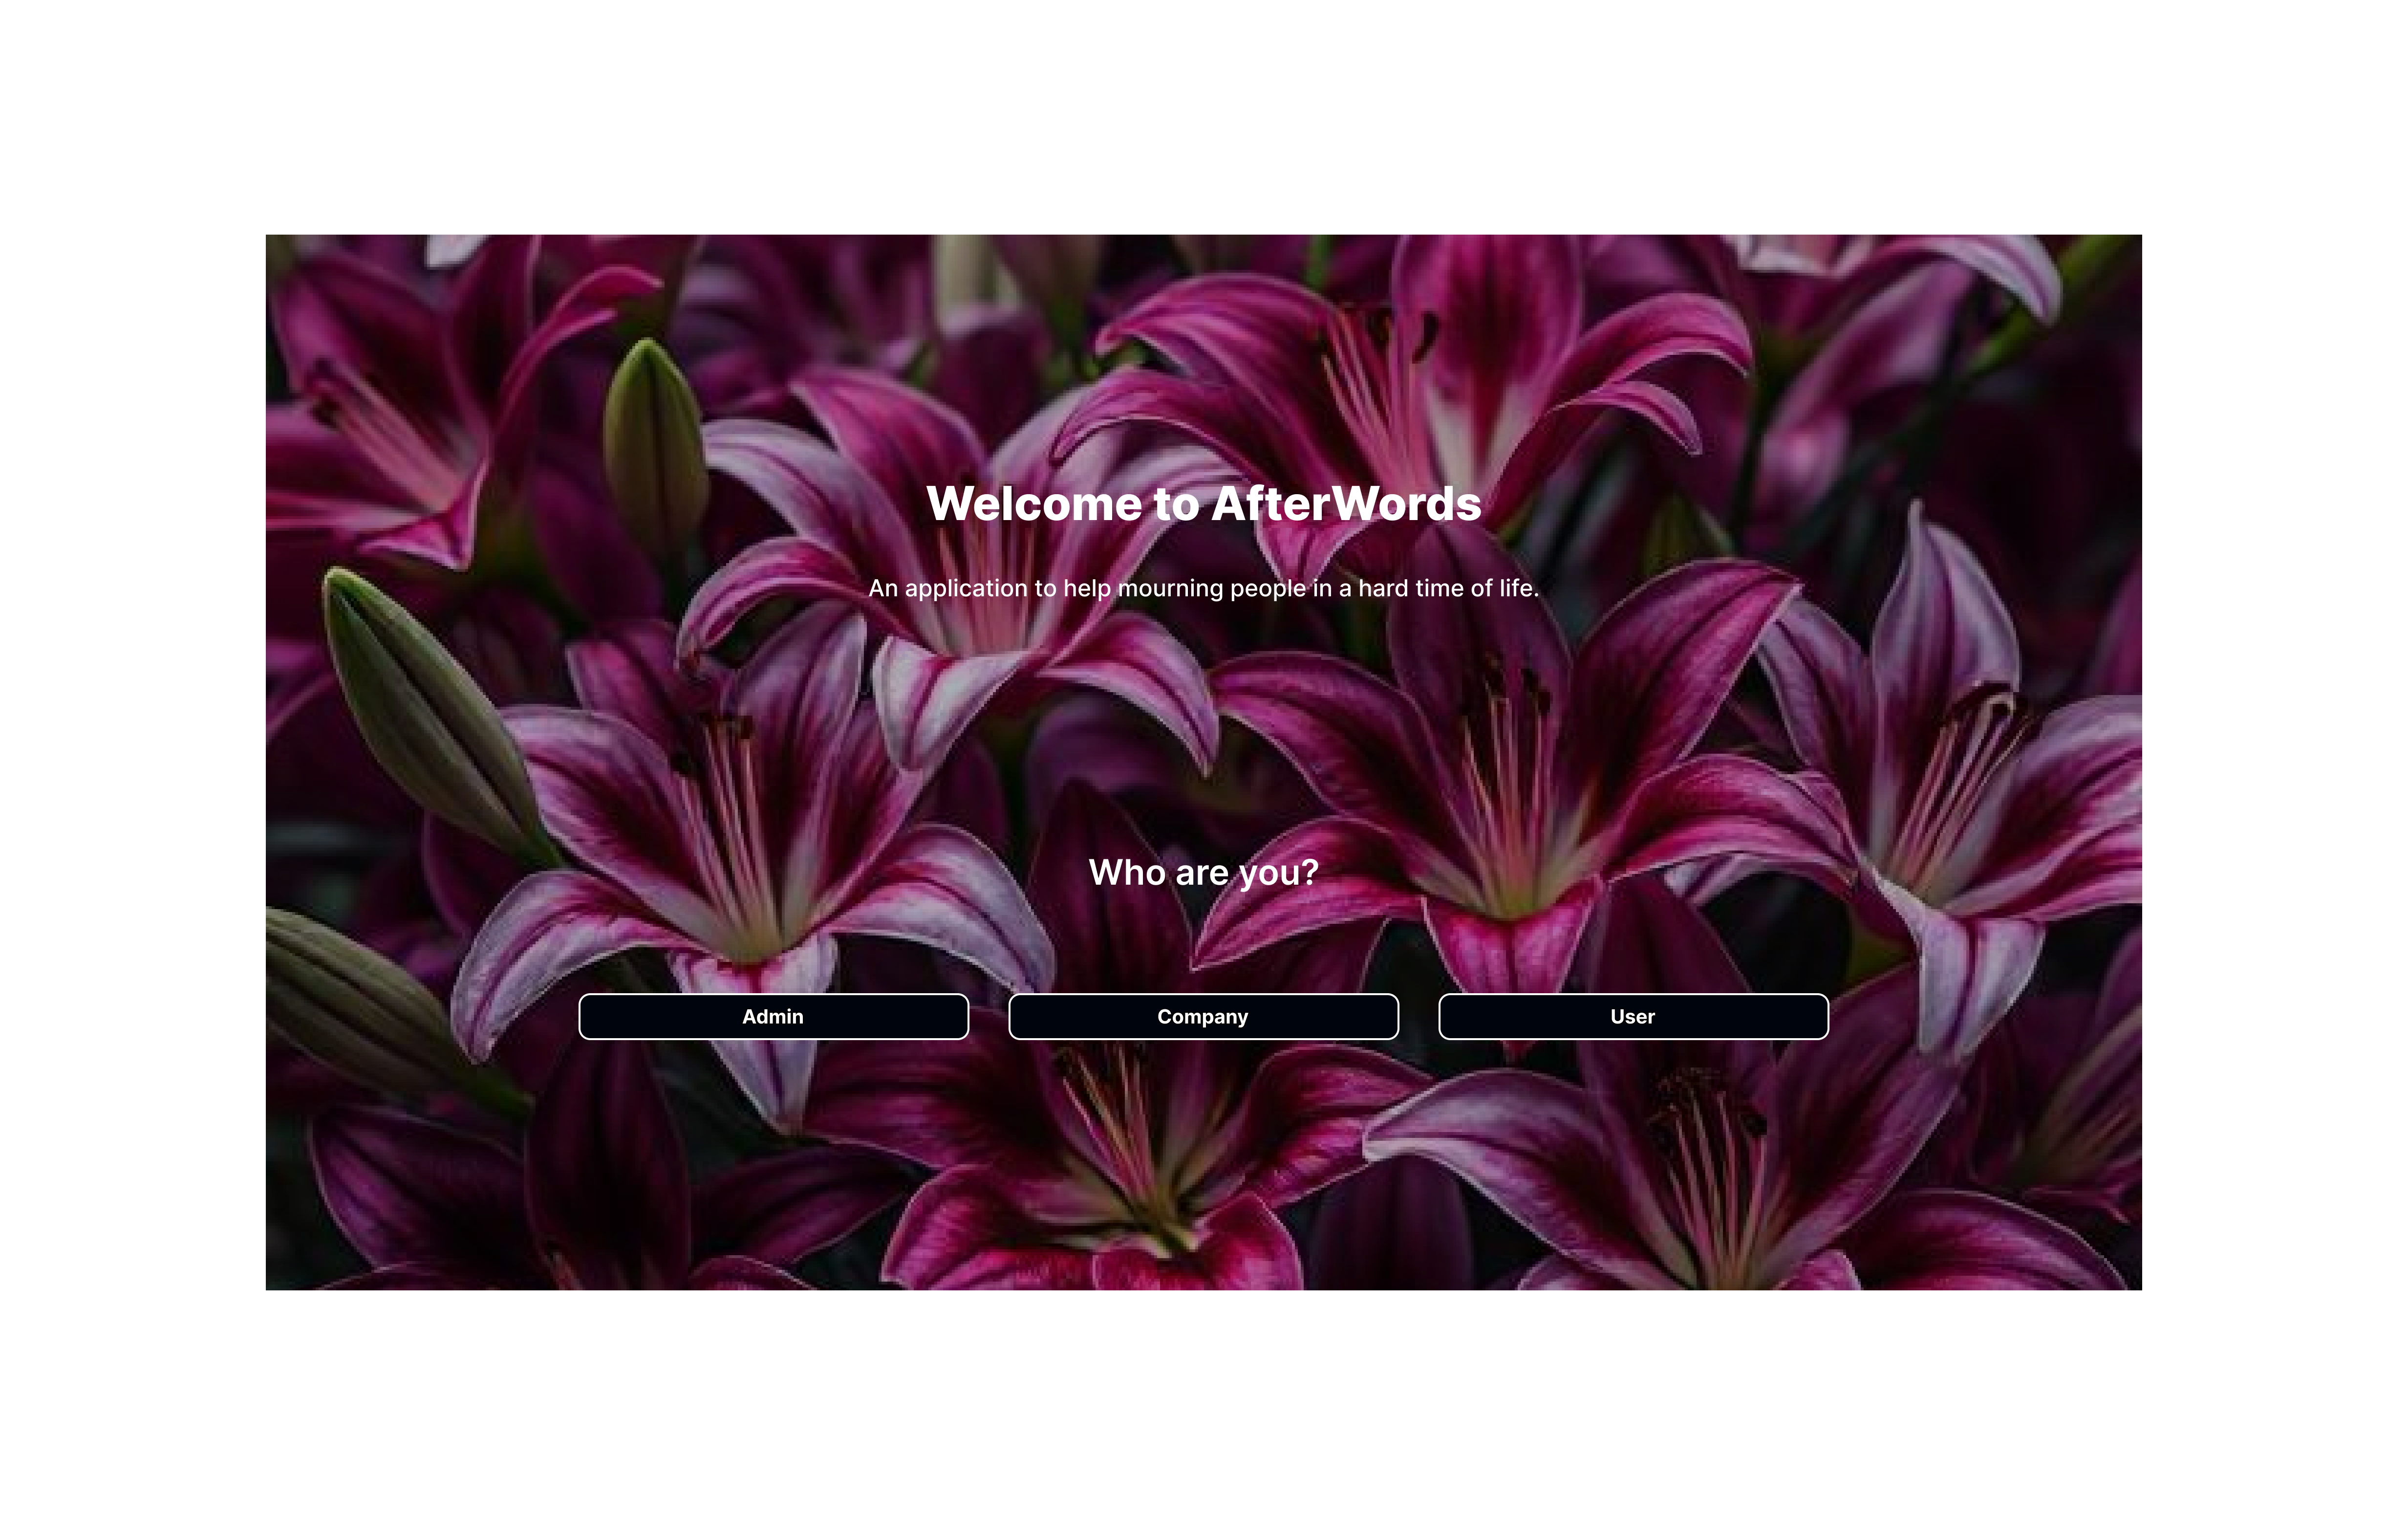 Welcome to AfterWords
An application to help mourning people in a hard time of life.
Who are you?
Admin
Company
User